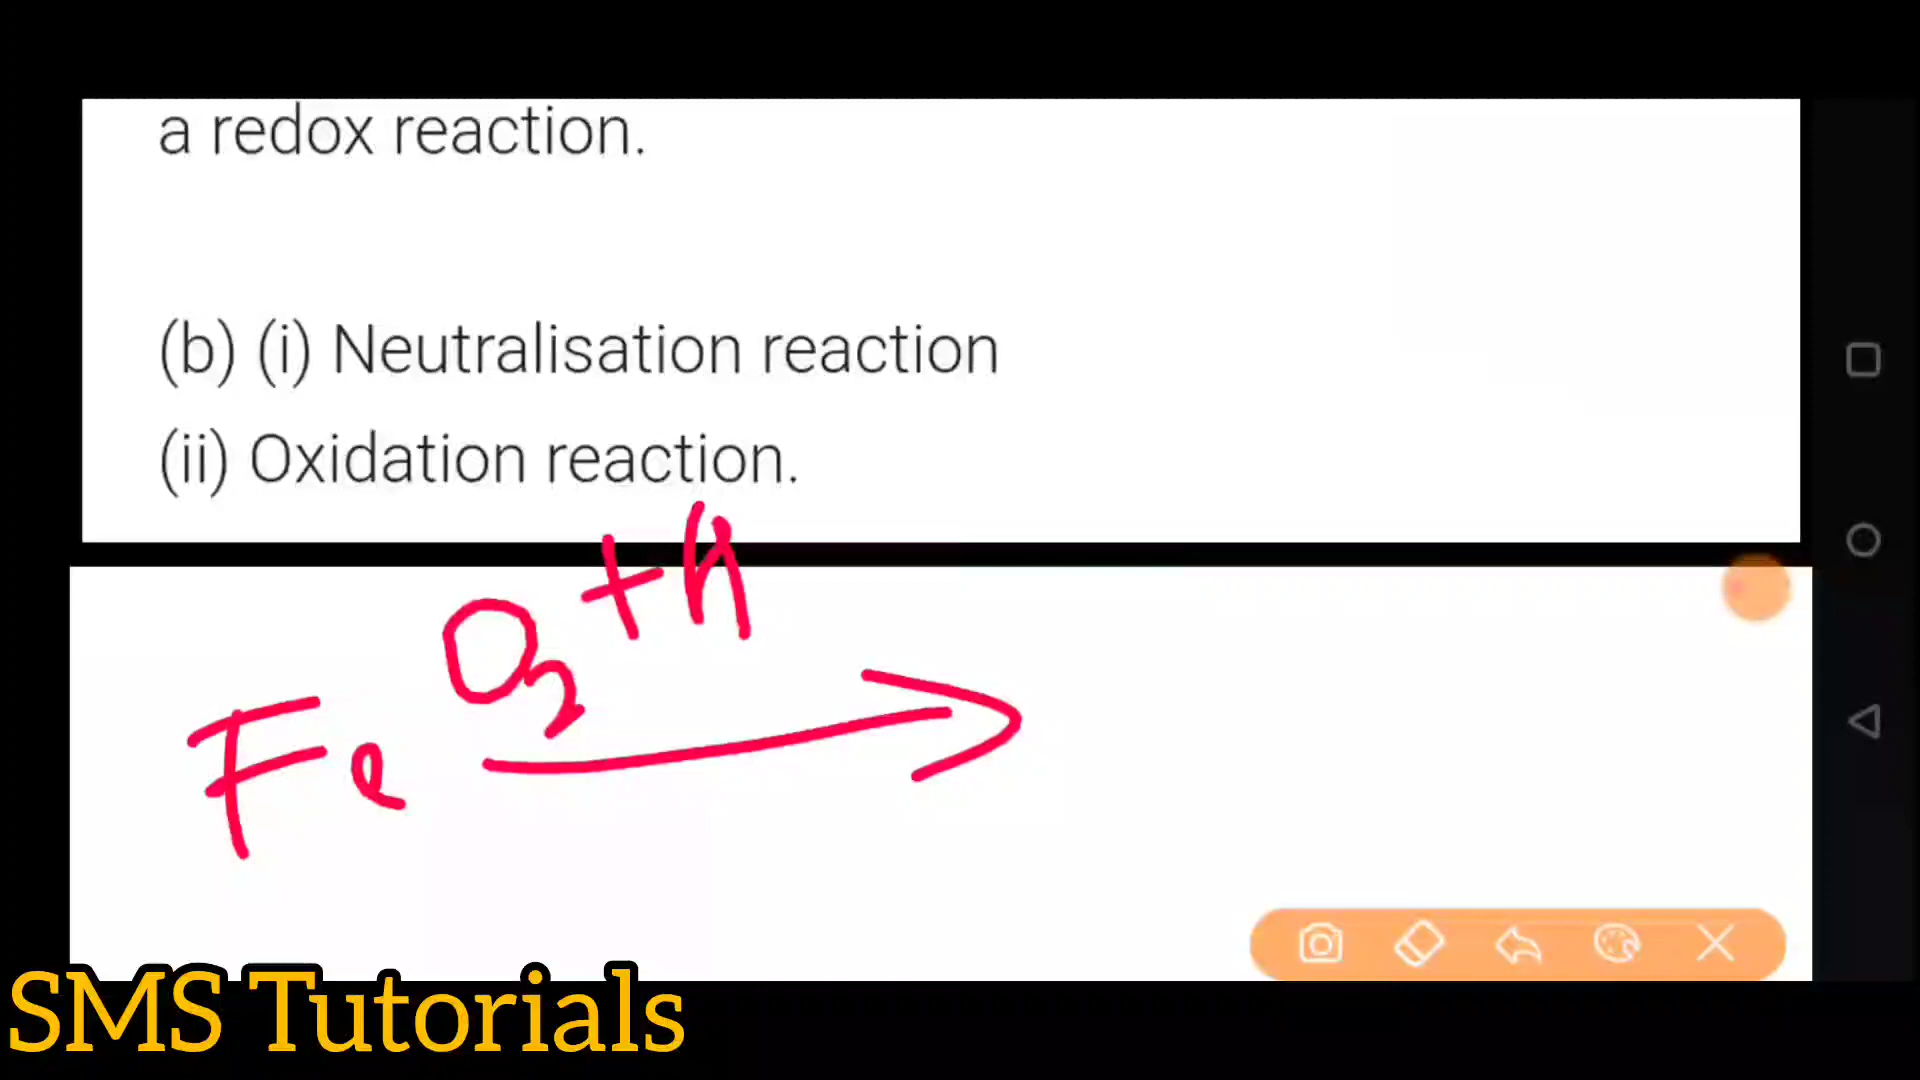 a redox reaction.
(b) (i) Neutralisation reaction
(ii) Oxidation reaction.
O2 + H
Fe
SMS Tutorials